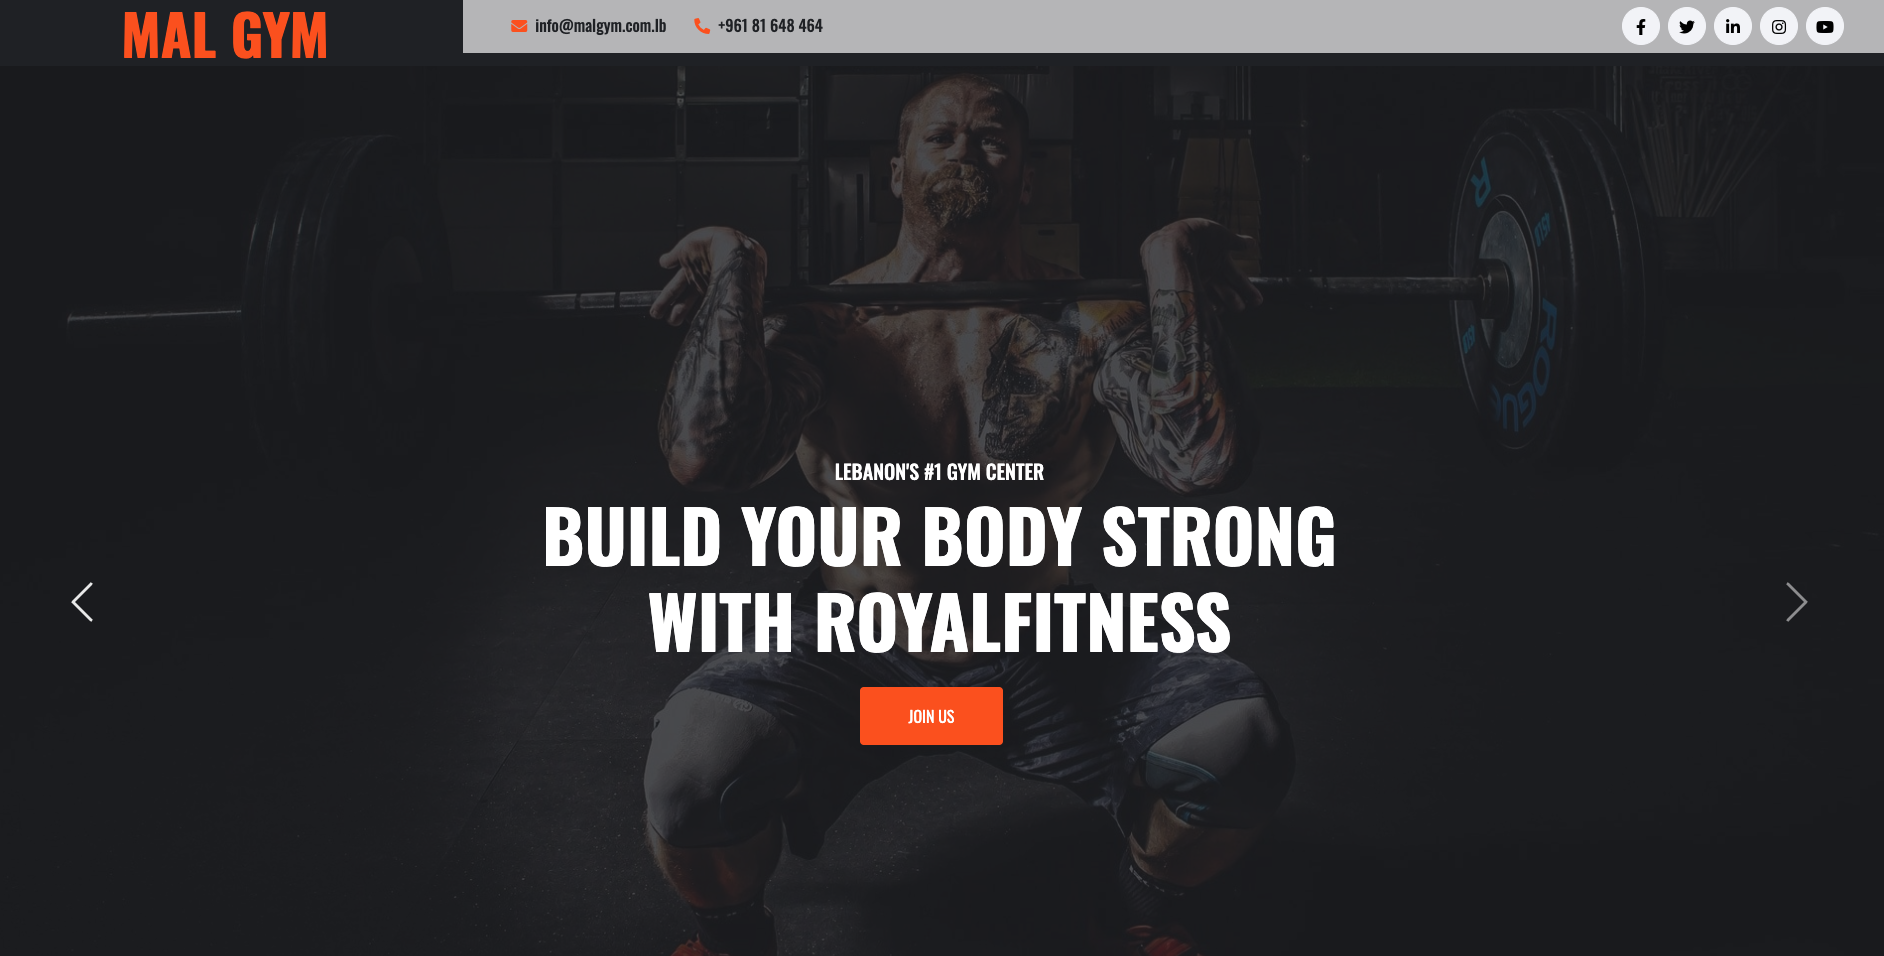 MAL GYM
info@malgym.com.lb
+961 81 648 464
R
ROGUE
LEBANON'S #1 GYM CENTER
BUILD YOUR BODY STRONG
WITH ROYALFITNESS
JOIN US